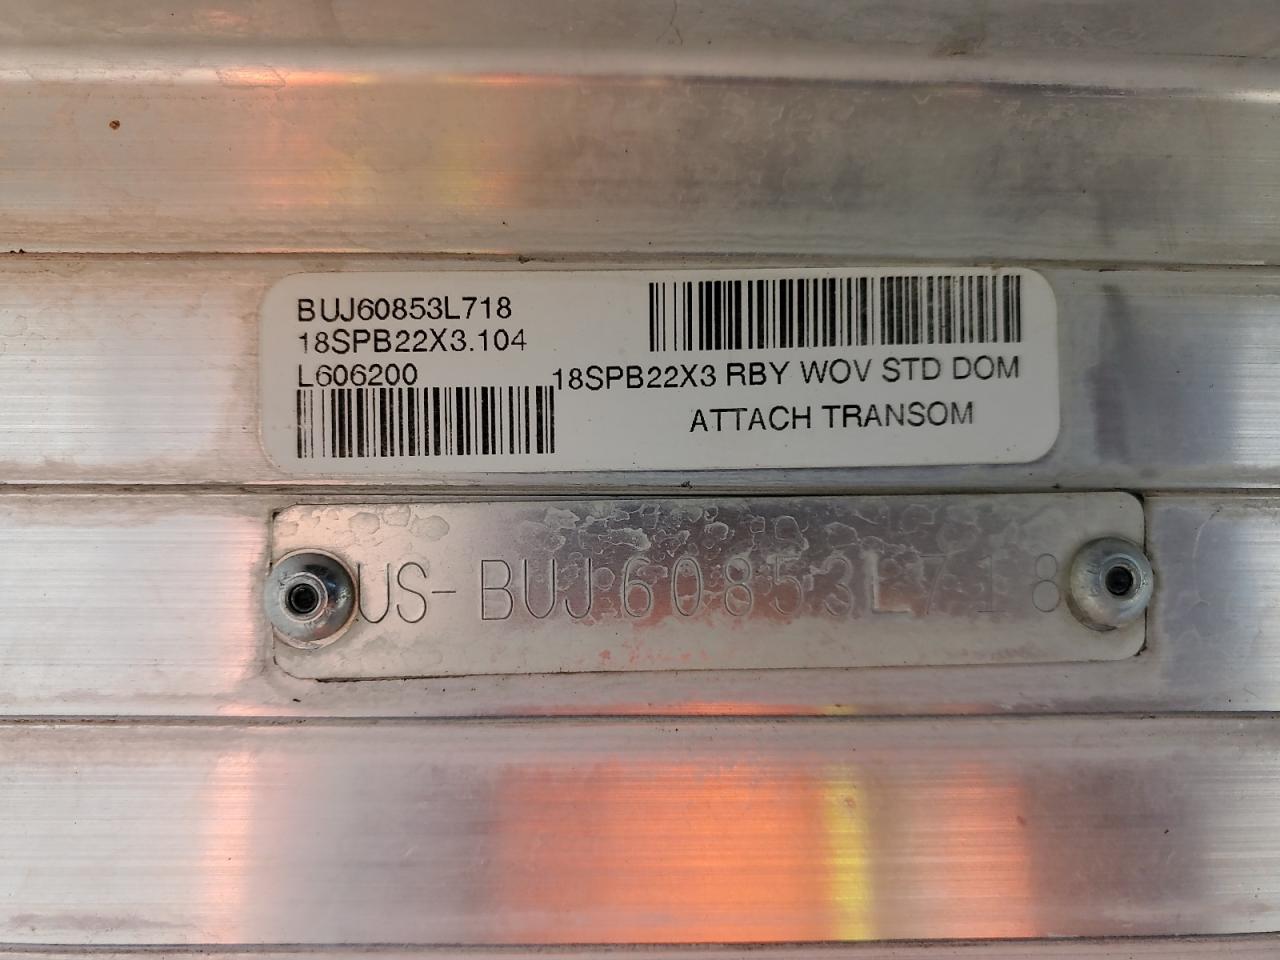 BUJ60853L718
18SPB22X3.104
L606200
18SPB22X3 RBY WOV STD DOM
ATTACH TRANSOM
US-BUJ60853L718